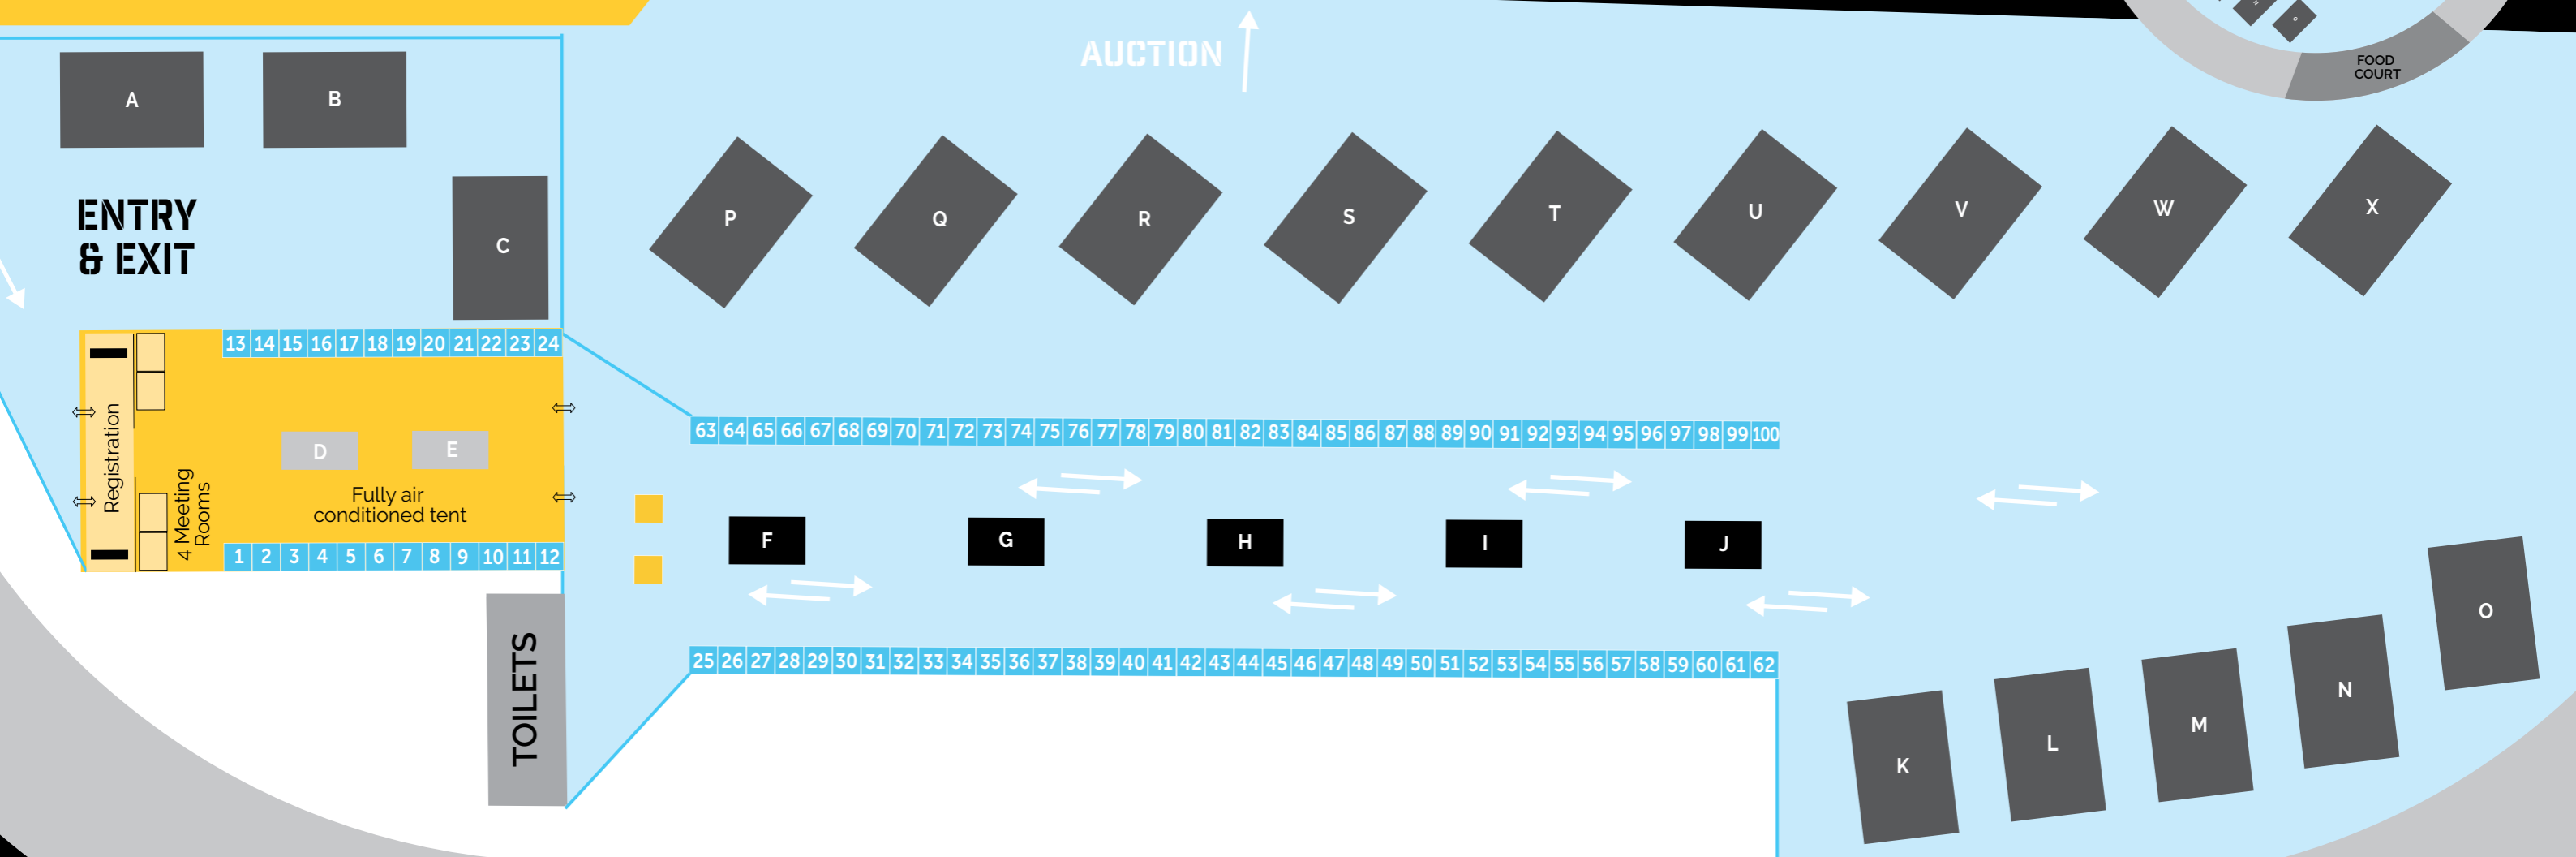 AUCTION
FOOD
COURT
A
B
C
ENTRY
& EXIT
P
Q
R
S
T
U
V
W
X
13 14 15 16 17 18 19 20 21 22 23 24
Registration
4 Meeting
Rooms
D
E
Fully air
conditioned tent
1 2 3 4 5 6 7 8 9 10 11 12
63 64 65 66 67 68 69 70 71 72 73 74 75 76 77 78 79 80 81 82 83 84 85 86 87 88 89 90 91 92 93 94 95 96 97 98 99 100
F
G
H
I
J
TOILETS
25 26 27 28 29 30 31 32 33 34 35 36 37 38 39 40 41 42 43 44 45 46 47 48 49 50 51 52 53 54 55 56 57 58 59 60 61 62
K
L
M
N
O